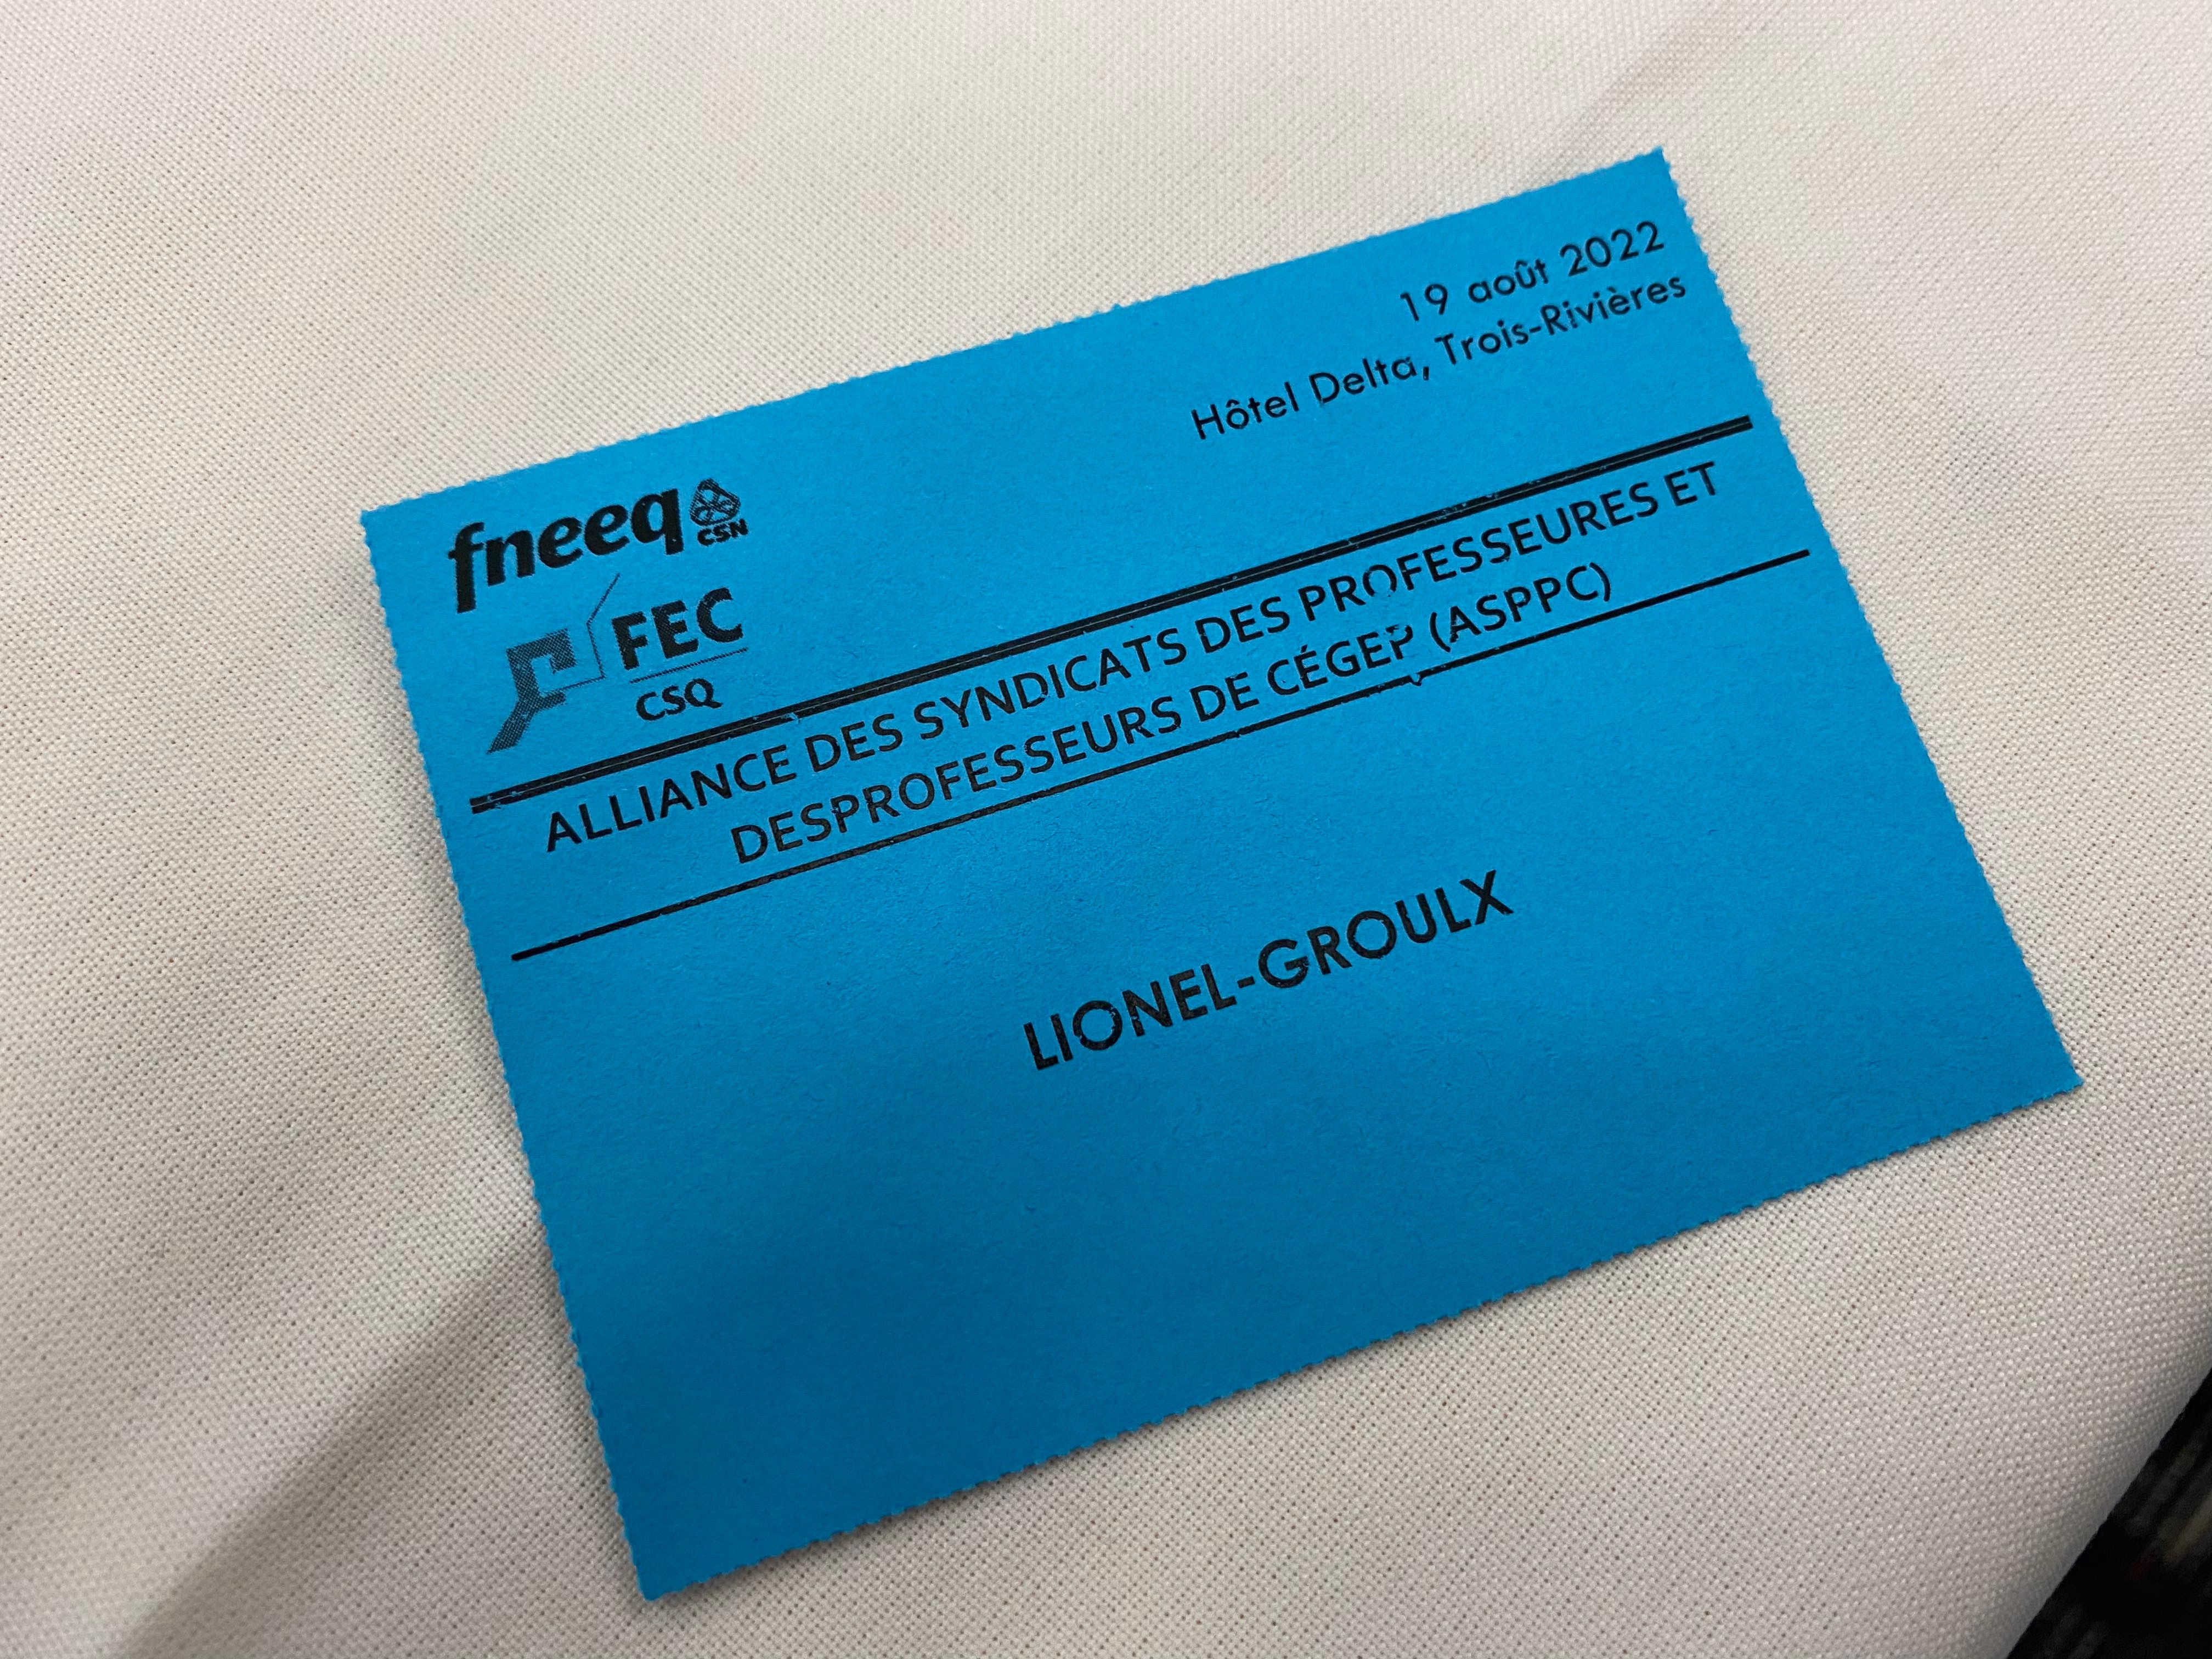 19 août 2022
Hôtel Delta, Trois-Rivières
fneeq
CSN
FEC
CSQ
ALLIANCE DES SYNDICATS DES PROFESSEURES ET
DESPROFESSEURS DE CÉGEP (ASPPC)
LIONEL-GROULX